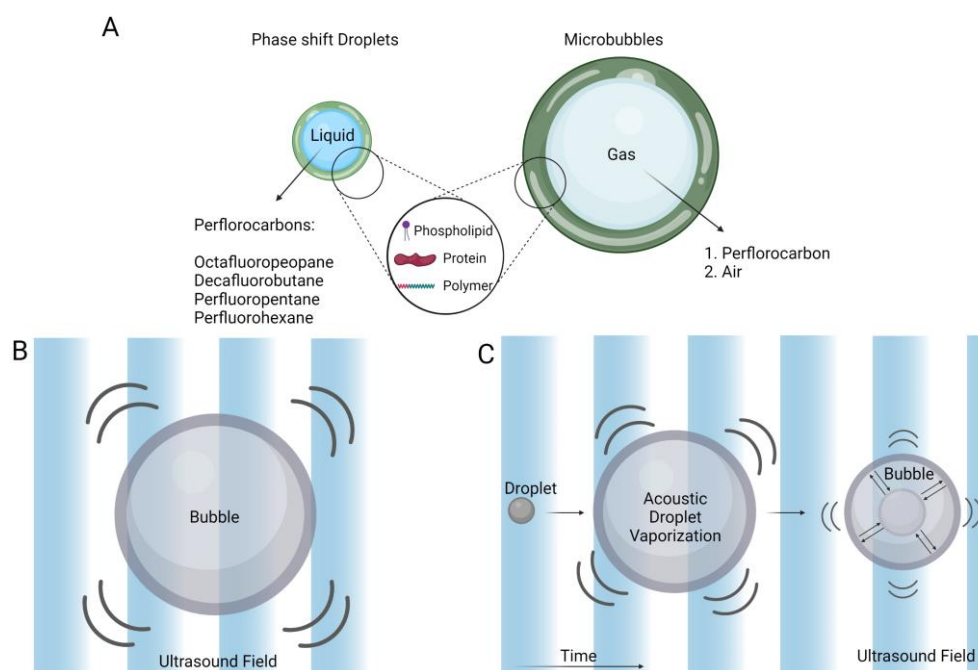 A
Phase shift Droplets
Microbubbles
Liquid
Gas
Perflorocarbons:
Octafluoropeopane
Decafluorobutane
Perfluoropentane
Perfluorohexane
Phospholipid
Protein
Polymer
1. Perflorocarbon
2. Air
B
Bubble
Ultrasound Field
C
Droplet
Acoustic
Droplet
Vaporization
Bubble
Time
Ultrasound Field